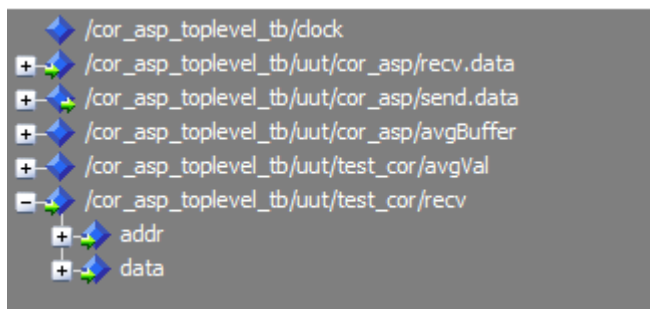 /cor_asp_toplevel_tb/clock
/cor_asp_toplevel_tb/uut/cor_asp/recv.data
/cor_asp_toplevel_tb/uut/cor_asp/send.data
/cor_asp_toplevel_tb/uut/cor_asp/avgBuffer
/cor_asp_toplevel_tb/uut/test_cor/avgVal
/cor_asp_toplevel_tb/uut/test_cor/recv
addr
data